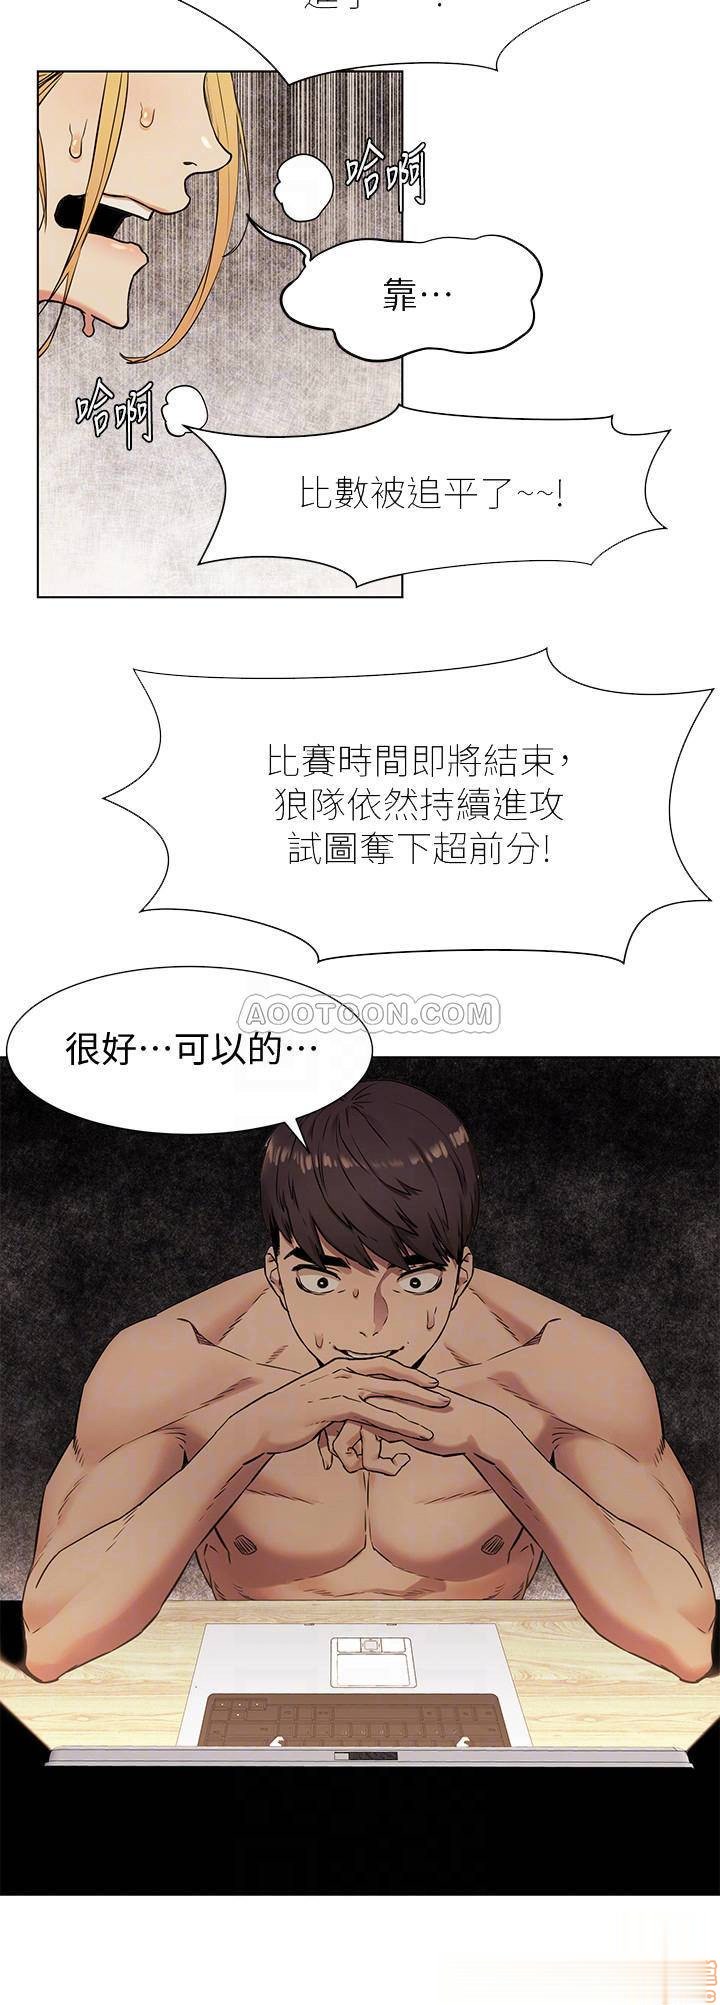 哈啊
靠…
哈啊
比數被追平了~~!
比賽時間即將結束，
狼隊依然持續進攻
試圖奪下超前分!
AOOTOON.COM
很好…可以的…